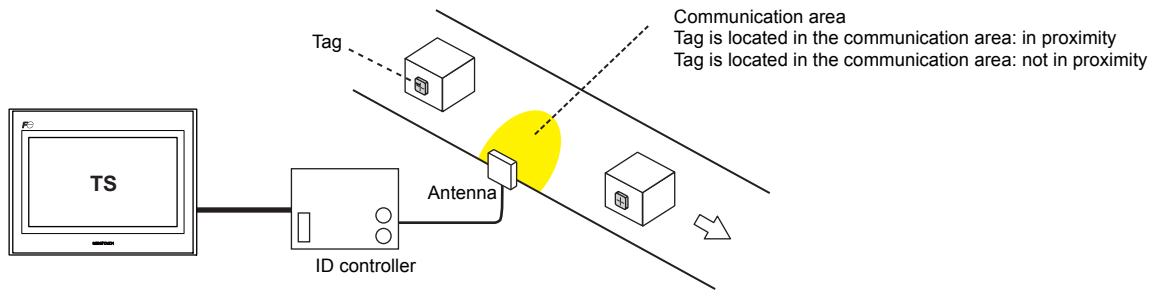 Communication area
Tag is located in the communication area: in proximity
Tag is located in the communication area: not in proximity
Tag
TS
Antenna
ID controller